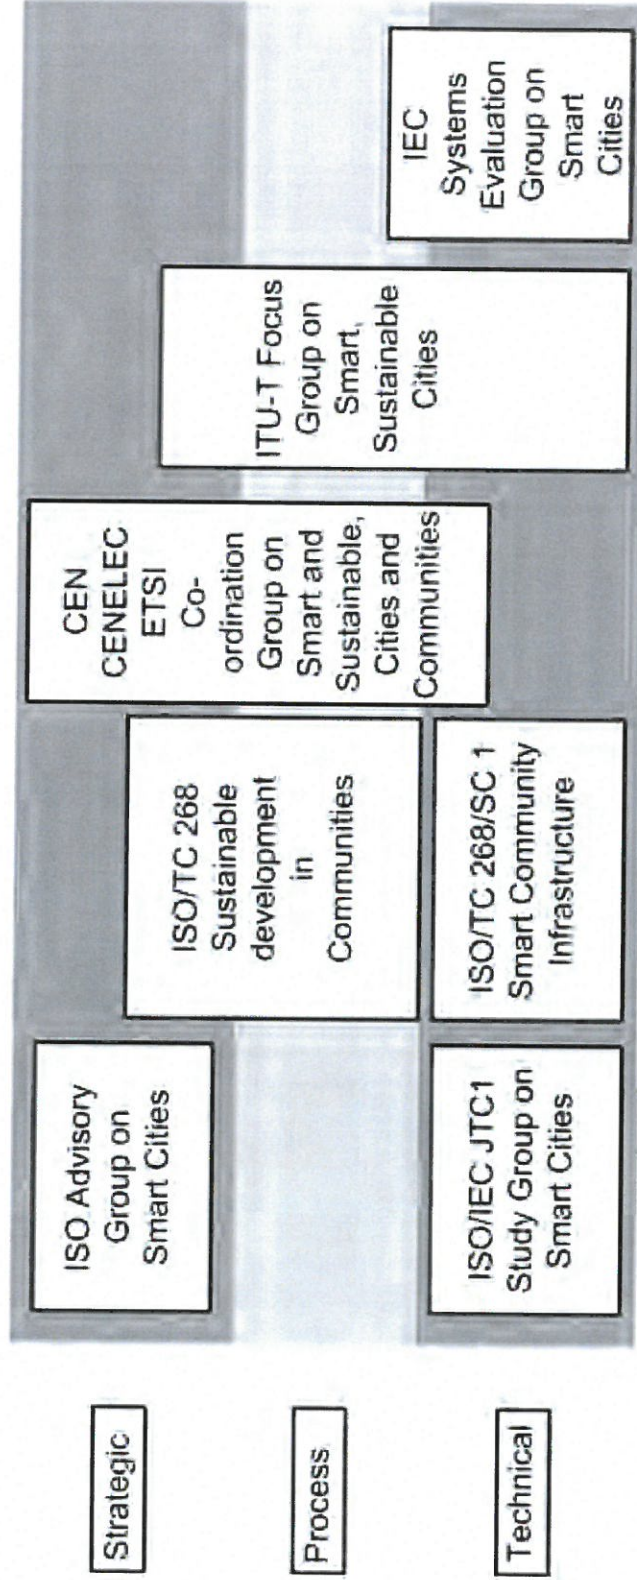 Strategic
Process
Technical
ISO Advisory
Group on
Smart Cities
ISO/IEC JTC1
Study Group on
Smart Cities
ISO/TC 268
Sustainable
development
in
Communities
ISO/TC 268/SC 1
Smart Community
Infrastructure
CEN
CENELEC
ETSI
Co-
ordination
Group on
Smart and
Sustainable,
Cities and
Communities
ITU-T Focus
Group on
Smart,
Sustainable
Cities
IEC
Systems
Evaluation
Group on
Smart
Cities